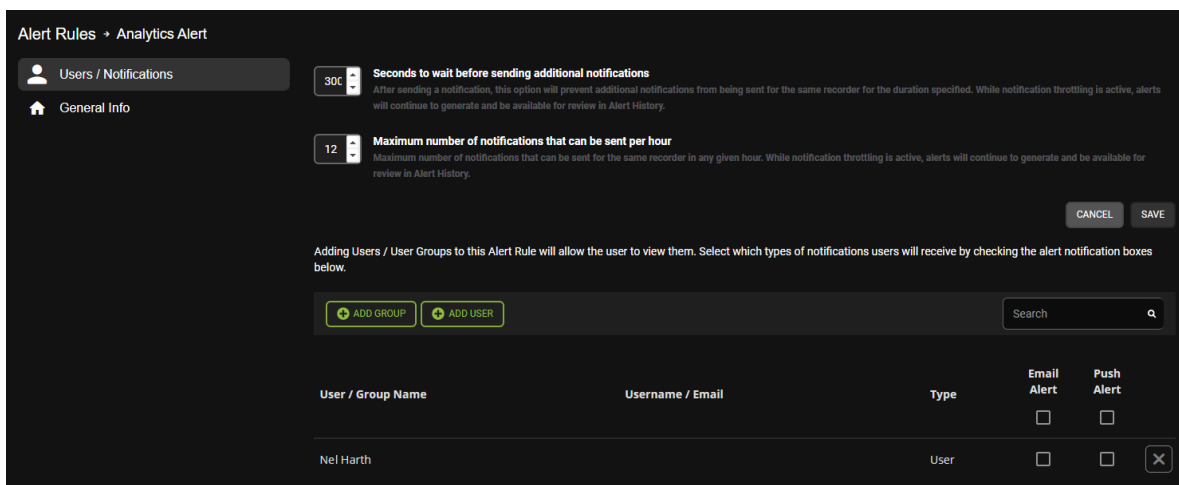 Alert Rules → Analytics Alert
Users / Notifications
General Info
300
Seconds to wait before sending additional notifications
After sending a notification, this option will prevent additional notifications from being sent for the same recorder for the duration specified. While notification throttling is active, alerts
will continue to generate and be available for review in Alert History.
12
Maximum number of notifications that can be sent per hour
Maximum number of notifications that can be sent for the same recorder in any given hour. While notification throttling is active, alerts will continue to generate and be available for
review in Alert History.
CANCEL SAVE
Adding Users / User Groups to this Alert Rule will allow the user to view them. Select which types of notifications users will receive by checking the alert notification boxes
below.
ADD GROUP ADD USER Search
User / Group Name Username / Email Type Email Alert Push Alert
Nel Harth User